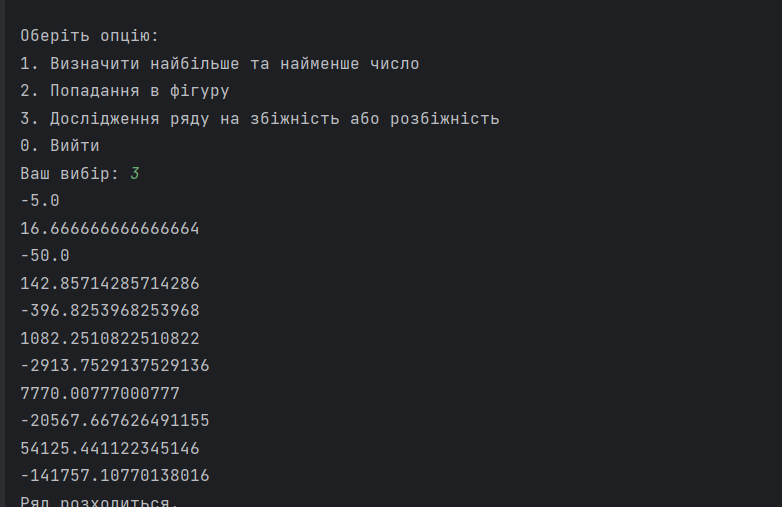 Оберіть опцію:
1. Визначити найбільше та найменше число
2. Попадання в фігуру
3. Дослідження ряду на збіжність або розбіжність
0. Вийти
Ваш вибір: 3
-5.0
16.666666666666664
-50.0
142.85714285714286
-396.8253968253968
1082.2510822510822
-2913.7529137529136
7770.00777000777
-20567.667626491155
54125.441122345146
-141757.10770138016
Ряд розходиться.